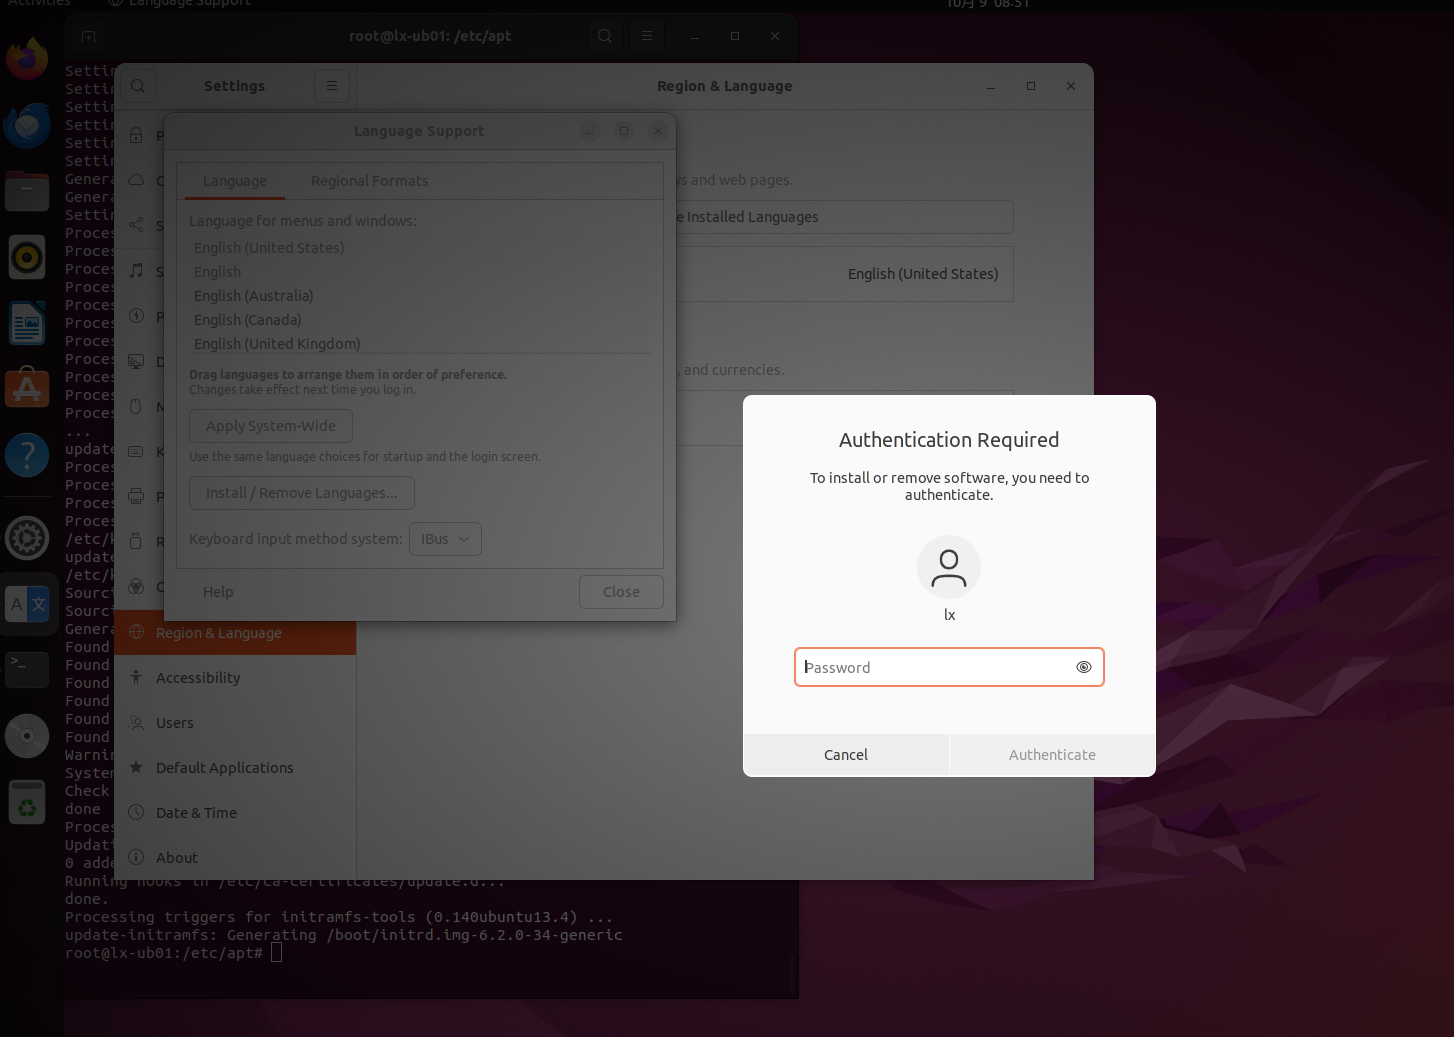 Activities
Language Support
10月 9 08:51
root@lx-ub01: /etc/apt
Settings
Region & Language
Language Support
Language
Regional Formats
Language for menus and windows:
English (United States)
English
English (Australia)
English (Canada)
English (United Kingdom)
Drag languages to arrange them in order of preference.
Changes take effect next time you log in.
Apply System-Wide
Use the same language choices for startup and the login screen.
Install / Remove Languages...
Keyboard input method system:
IBus
Help
Close
and web pages.
Installed Languages
English (United States)
, and currencies.
Region & Language
Accessibility
Users
Default Applications
Date & Time
About
Authentication Required
To install or remove software, you need to
authenticate.
lx
Password
Cancel
Authenticate
Settin
Settin
Settin
Settin
Settin
Settin
Genera
Genera
Settin
Proces
Proces
Proces
Proces
Proces
Proces
Proces
Proces
Proces
Proces
Proces
...
update
Proces
Proces
Proces
Proces
/etc/
update
/etc/
Sourci
Sourci
Genera
Found
Found
Found
Found
Found
Warnin
System
Check
done
Proces
Updati
0 adde
Running hooks in /etc/ca-certificates/update.d...
done.
Processing triggers for initramfs-tools (0.140ubuntu13.4) ...
update-initramfs: Generating /boot/initrd.img-6.2.0-34-generic
root@lx-ub01:/etc/apt#